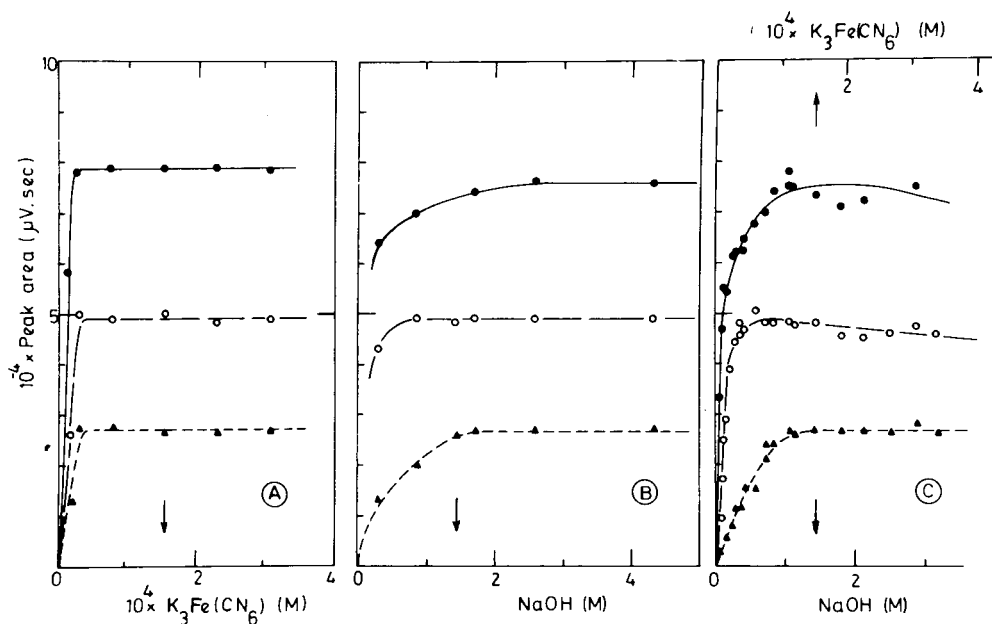 10⁴× K₃Fe(CN₆) (M)
2 4
10⁻⁴× Peak area (µV.sec)
10
5
0 2 4
10⁴× K₃Fe(CN₆) (M)
A
0 2 4
NaOH (M)
B
0 2
NaOH (M)
C